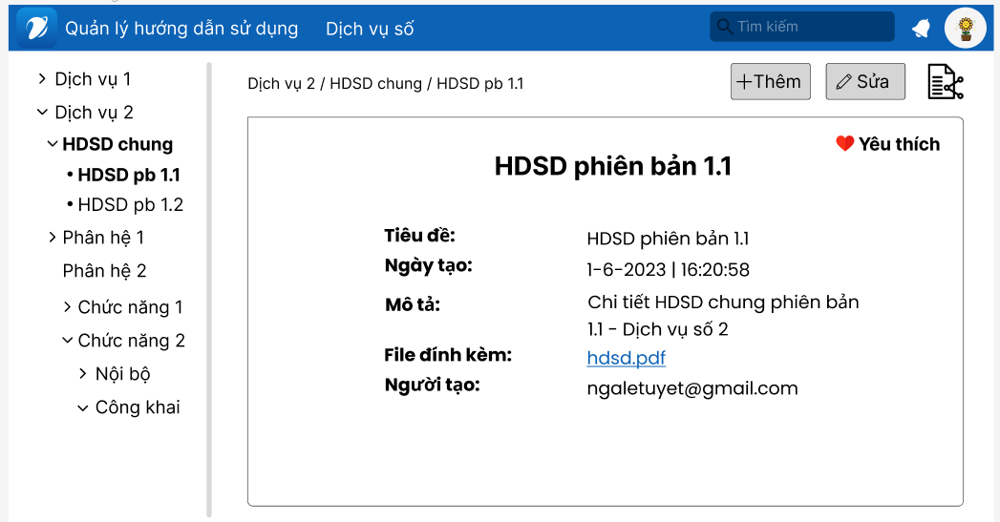 Quản lý hướng dẫn sử dụng
Dịch vụ số
Tìm kiếm
Dịch vụ 1
Dịch vụ 2
HDSD chung
• HDSD pb 1.1
• HDSD pb 1.2
Phân hệ 1
Phân hệ 2
Chức năng 1
Chức năng 2
Nội bộ
Công khai
Dịch vụ 2 / HDSD chung / HDSD pb 1.1
+Thêm
Sửa
Yêu thích
HDSD phiên bản 1.1
Tiêu đề: HDSD phiên bản 1.1
Ngày tạo: 1-6-2023 | 16:20:58
Mô tả: Chi tiết HDSD chung phiên bản
1.1 - Dịch vụ số 2
File đính kèm: hdsd.pdf
Người tạo: ngaletuyet@gmail.com